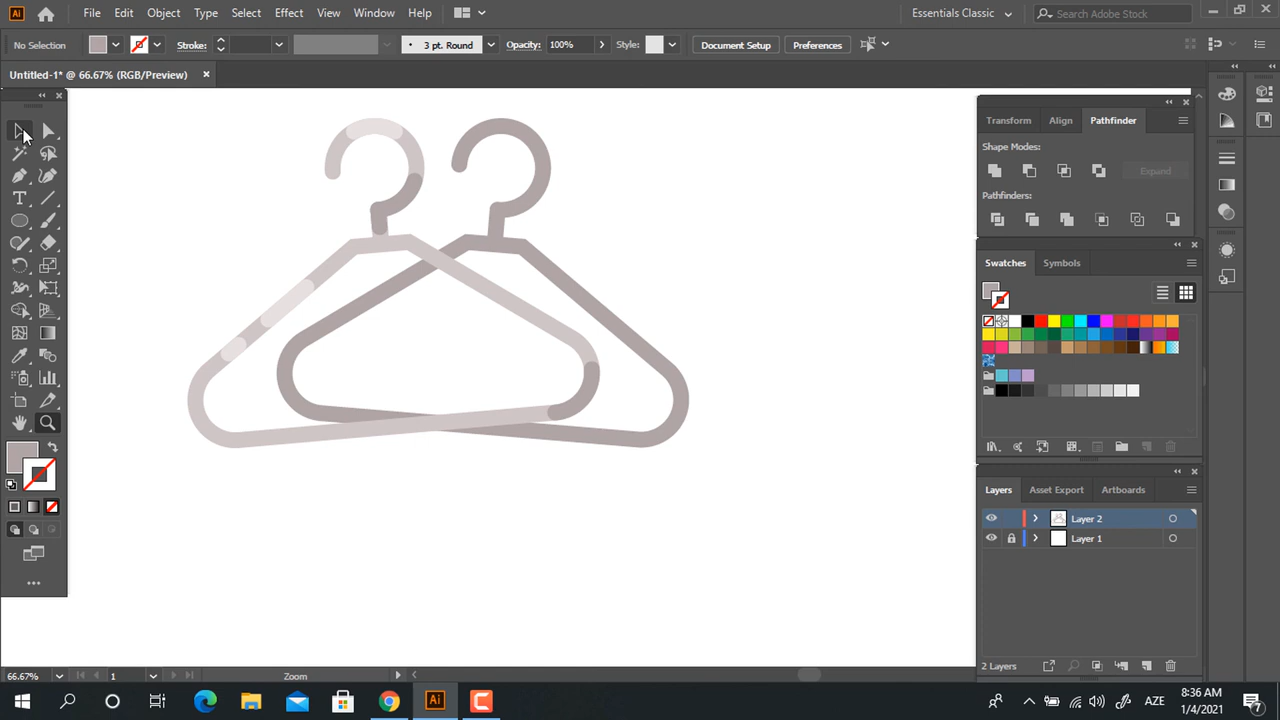 Ai File Edit Object Type Select Effect View Window Help Essentials Classic Search Adobe Stock
No Selection Stroke: 3 pt. Round Opacity: 100% Style: Document Setup Preferences
Untitled-1* @ 66.67% (RGB/Preview)
Transform Align Pathfinder
Shape Modes:
Expand
Pathfinders:
Swatches Symbols
Layers Asset Export Artboards
Layer 2
Layer 1
2 Layers
66.67% 1 Zoom
Ai AZE 8:36 AM
1/4/2021 7